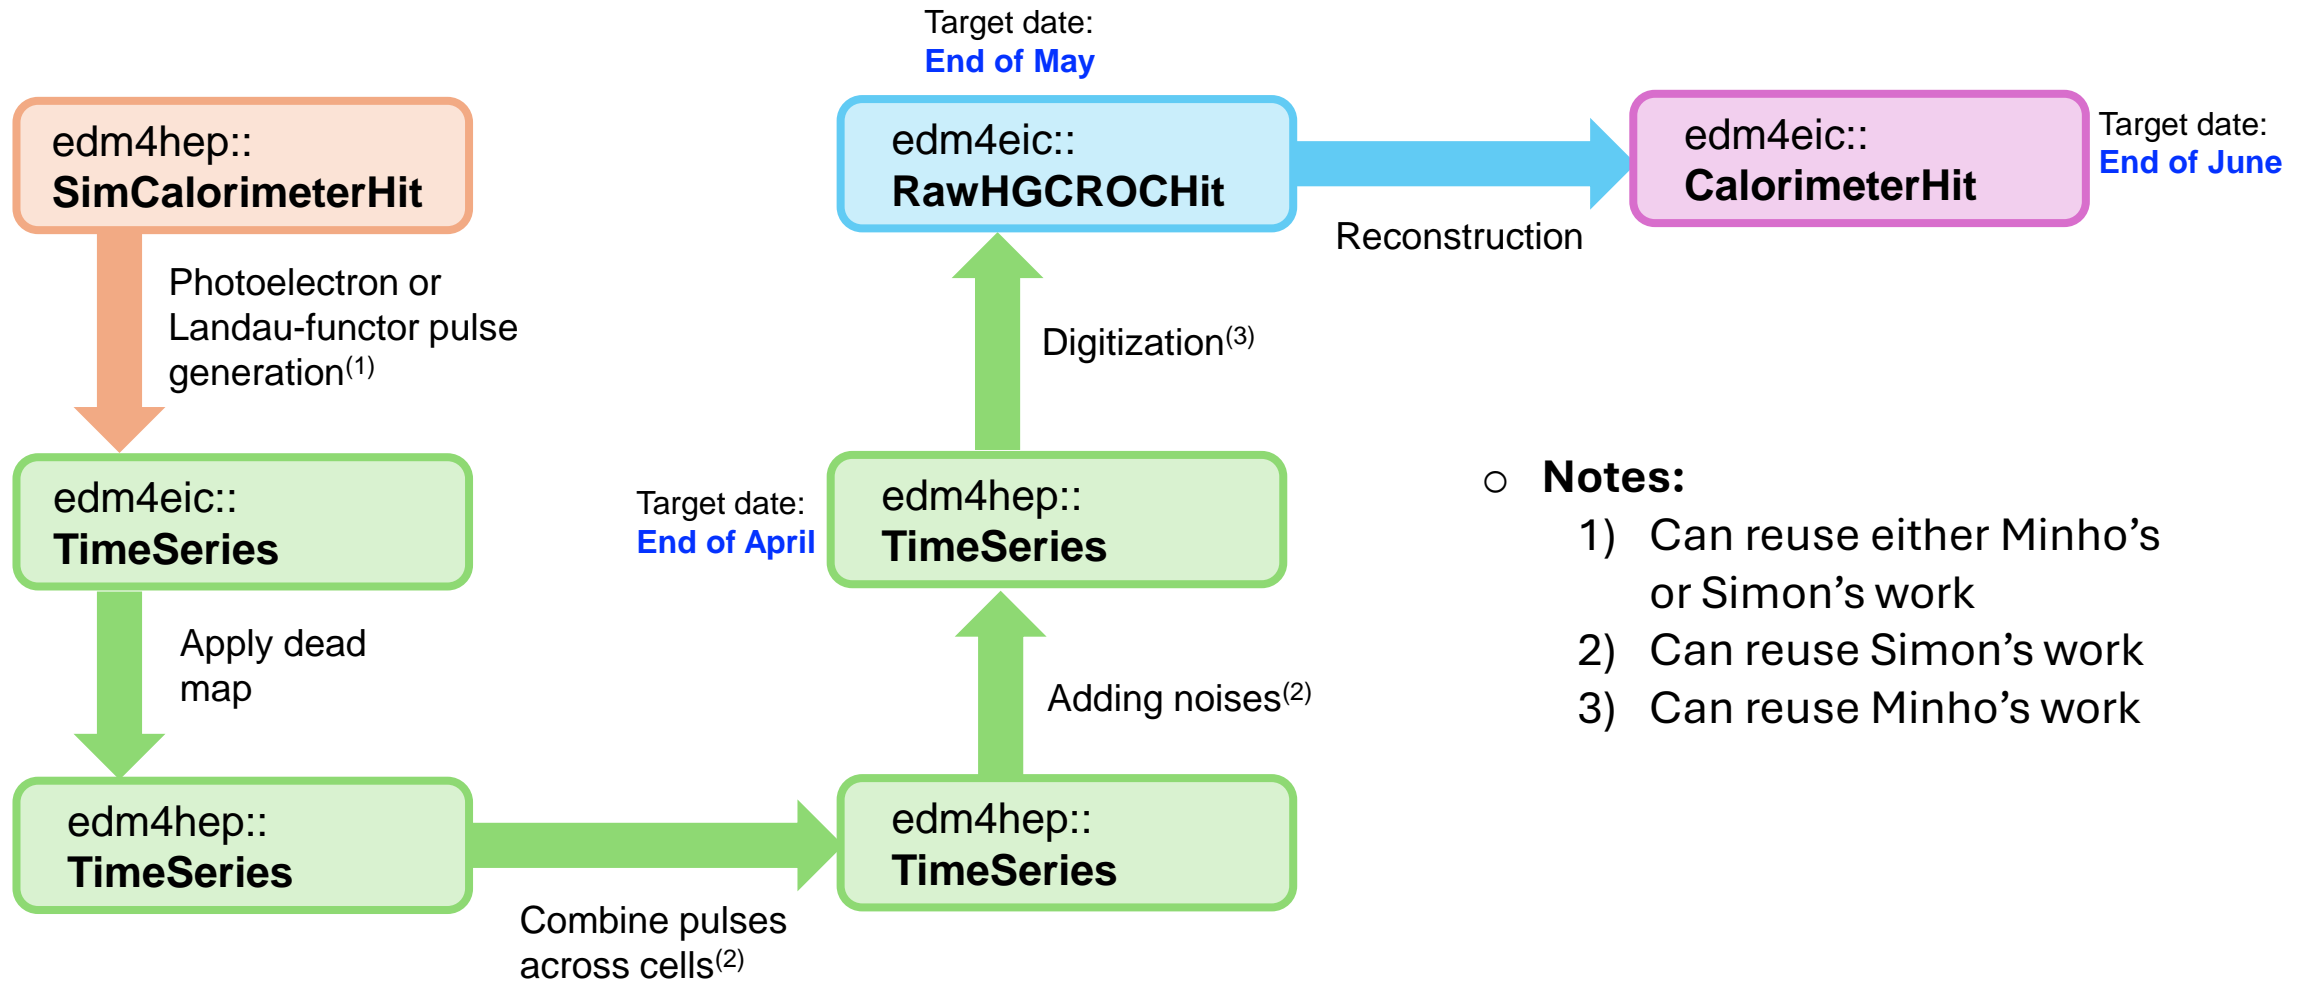 Target date:
End of May
edm4hep::
SimCalorimeterHit
edm4eic::
RawHGCROCHit
edm4eic::
CalorimeterHit
Target date:
End of June
Reconstruction
Photoelectron or
Landau-functor pulse
generation(1)
Digitization(3)
edm4eic::
TimeSeries
Target date:
End of April
edm4hep::
TimeSeries
○ Notes:
1) Can reuse either Minho’s
or Simon’s work
2) Can reuse Simon’s work
3) Can reuse Minho’s work
Apply dead
map
Adding noises(2)
edm4hep::
TimeSeries
edm4hep::
TimeSeries
Combine pulses
across cells(2)